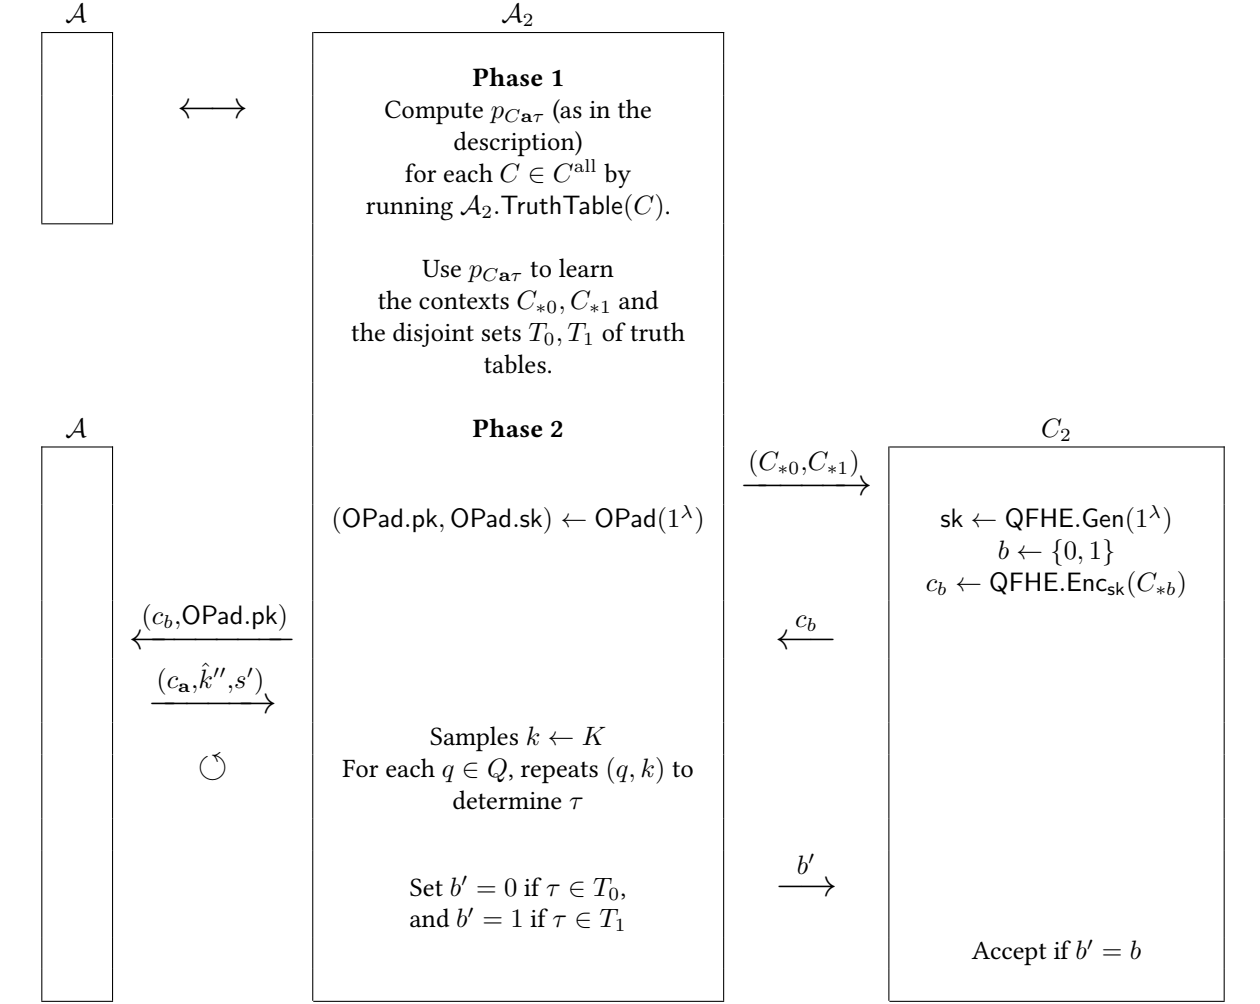 𝒜
𝒜₂
Phase 1
Compute p_{C𝐚τ} (as in the
description)
for each C ∈ C^{all} by
running 𝒜₂.TruthTable(C).
Use p_{C𝐚τ} to learn
the contexts C_{*0}, C_{*1} and
the disjoint sets T₀, T₁ of truth
tables.
𝒜
Phase 2
C₂
(C_{*0},C_{*1})
(OPad.pk, OPad.sk) ← OPad(1^λ)
sk ← QFHE.Gen(1^λ)
b ← {0, 1}
c_b ← QFHE.Enc_{sk}(C_{*b})
(c_b,OPad.pk)
c_b
(c_𝐚,k̂′′,s′)
Samples k ← K
For each q ∈ Q, repeats (q, k) to
determine τ
b′
Set b′ = 0 if τ ∈ T₀,
and b′ = 1 if τ ∈ T₁
Accept if b′ = b